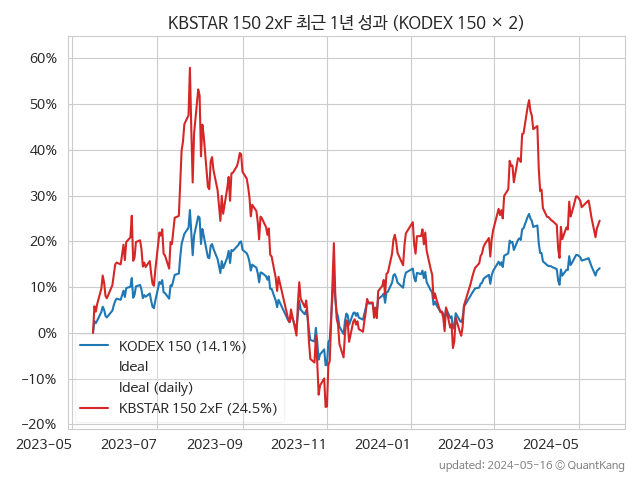 KBSTAR 150 2xF 최근 1년 성과 (KODEX 150 × 2)
60%
50%
40%
30%
20%
10%
0%
−10%
−20%
KODEX 150 (14.1%)
Ideal
Ideal (daily)
KBSTAR 150 2xF (24.5%)
2023-05 2023-07 2023-09 2023-11 2024-01 2024-03 2024-05
updated: 2024-05-16 © QuantKang